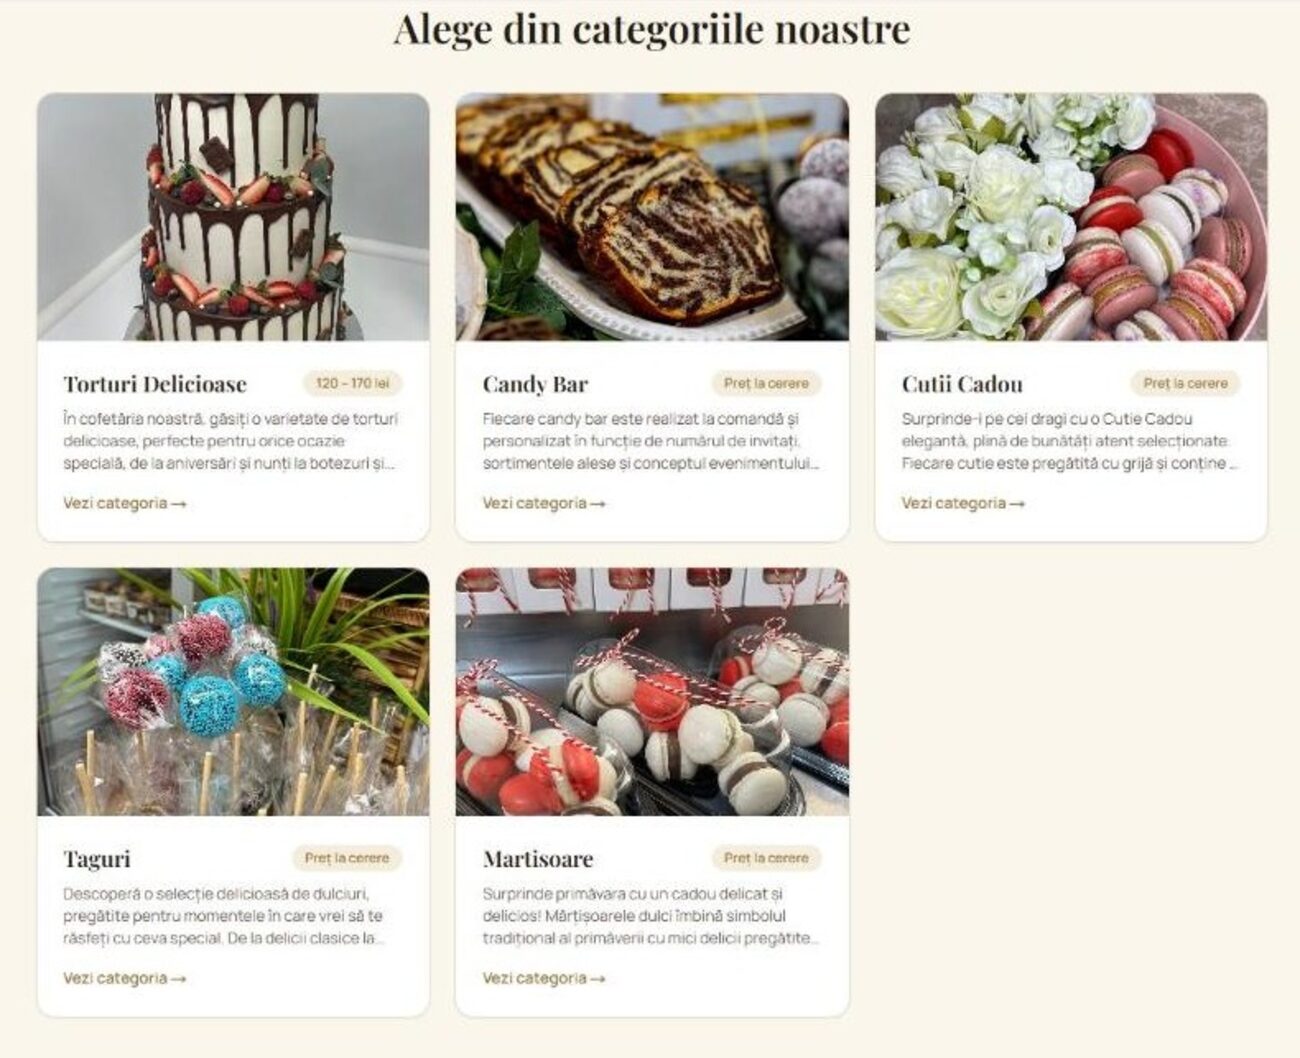 Alege din categoriile noastre
Torturi Delicioase
120 – 170 lei
În cofetăria noastră, găsiți o varietate de torturi
delicioase, perfecte pentru orice ocazie
specială, de la aniversări și nunți la botezuri și...
Vezi categoria →
Candy Bar
Preț la cerere
Fiecare candy bar este realizat la comandă și
personalizat în funcție de numărul de invitați,
sortimentele alese și conceptul evenimentului...
Vezi categoria →
Cutii Cadou
Preț la cerere
Surprinde-i pe cei dragi cu o Cutie Cadou
elegantă, plină de bunătăți atent selecționate.
Fiecare cutie este pregătită cu grijă și conține ...
Vezi categoria →
Taguri
Preț la cerere
Descoperă o selecție delicioasă de dulciuri,
pregătite pentru momentele în care vrei să te
răsfeți cu ceva special. De la delicii clasice la...
Vezi categoria →
Martisoare
Preț la cerere
Surprinde primăvara cu un cadou delicat și
delicios! Mărțișoarele dulci îmbină simbolul
tradițional al primăverii cu mici delicii pregătite...
Vezi categoria →